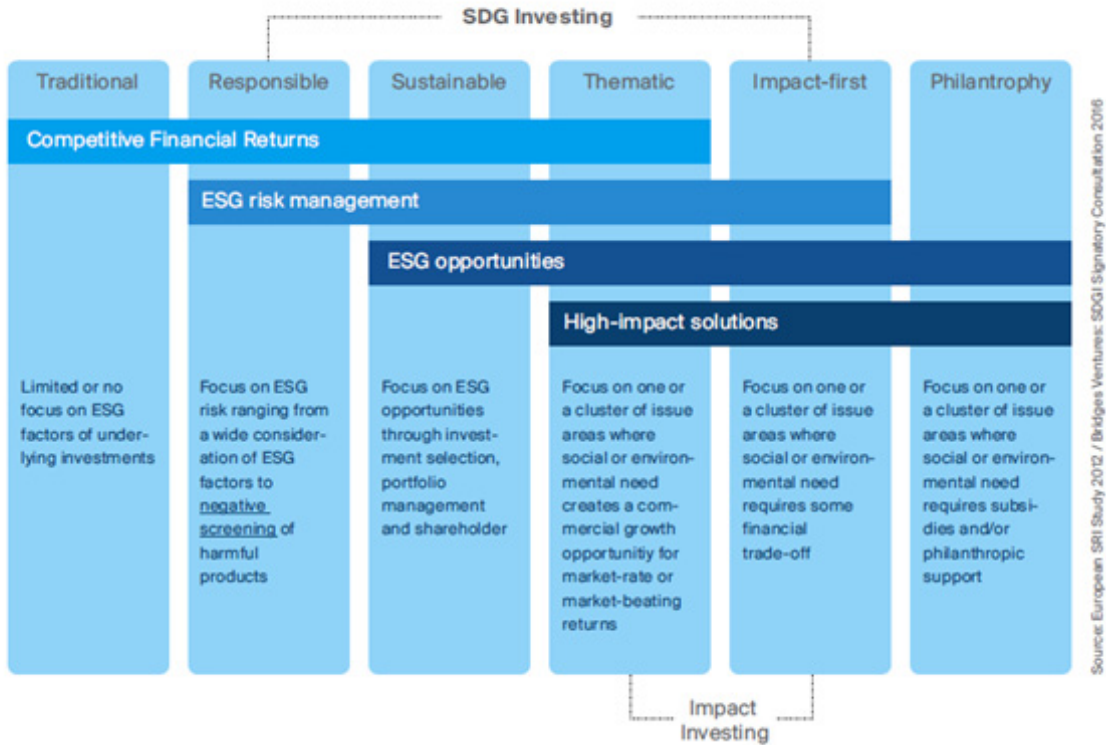 SDG Investing
Traditional
Responsible
Sustainable
Thematic
Impact-first
Philantrophy
Competitive Financial Returns
ESG risk management
ESG opportunities
High-impact solutions
Limited or no
focus on ESG
factors of under-
lying investments
Focus on ESG
risk ranging from
a wide consider-
ation of ESG
factors to
negative
screening of
harmful
products
Focus on ESG
opportunities
through invest-
ment selection,
portfolio
management
and shareholder
Focus on one or
a cluster of issue
areas where
social or environ-
mental need
creates a com-
mercial growth
opportunitiy for
market-rate or
market-beating
returns
Focus on one or
a cluster of issue
areas where
social or environ-
mental need
requires some
financial
trade-off
Focus on one or
a cluster of issue
areas where
social or environ-
mental need
requires subsi-
dies and/or
philanthropic
support
Impact
Investing
Source: European SRI Study 2012 / Bridges Ventures: SDGI Signatory Consultation 2016